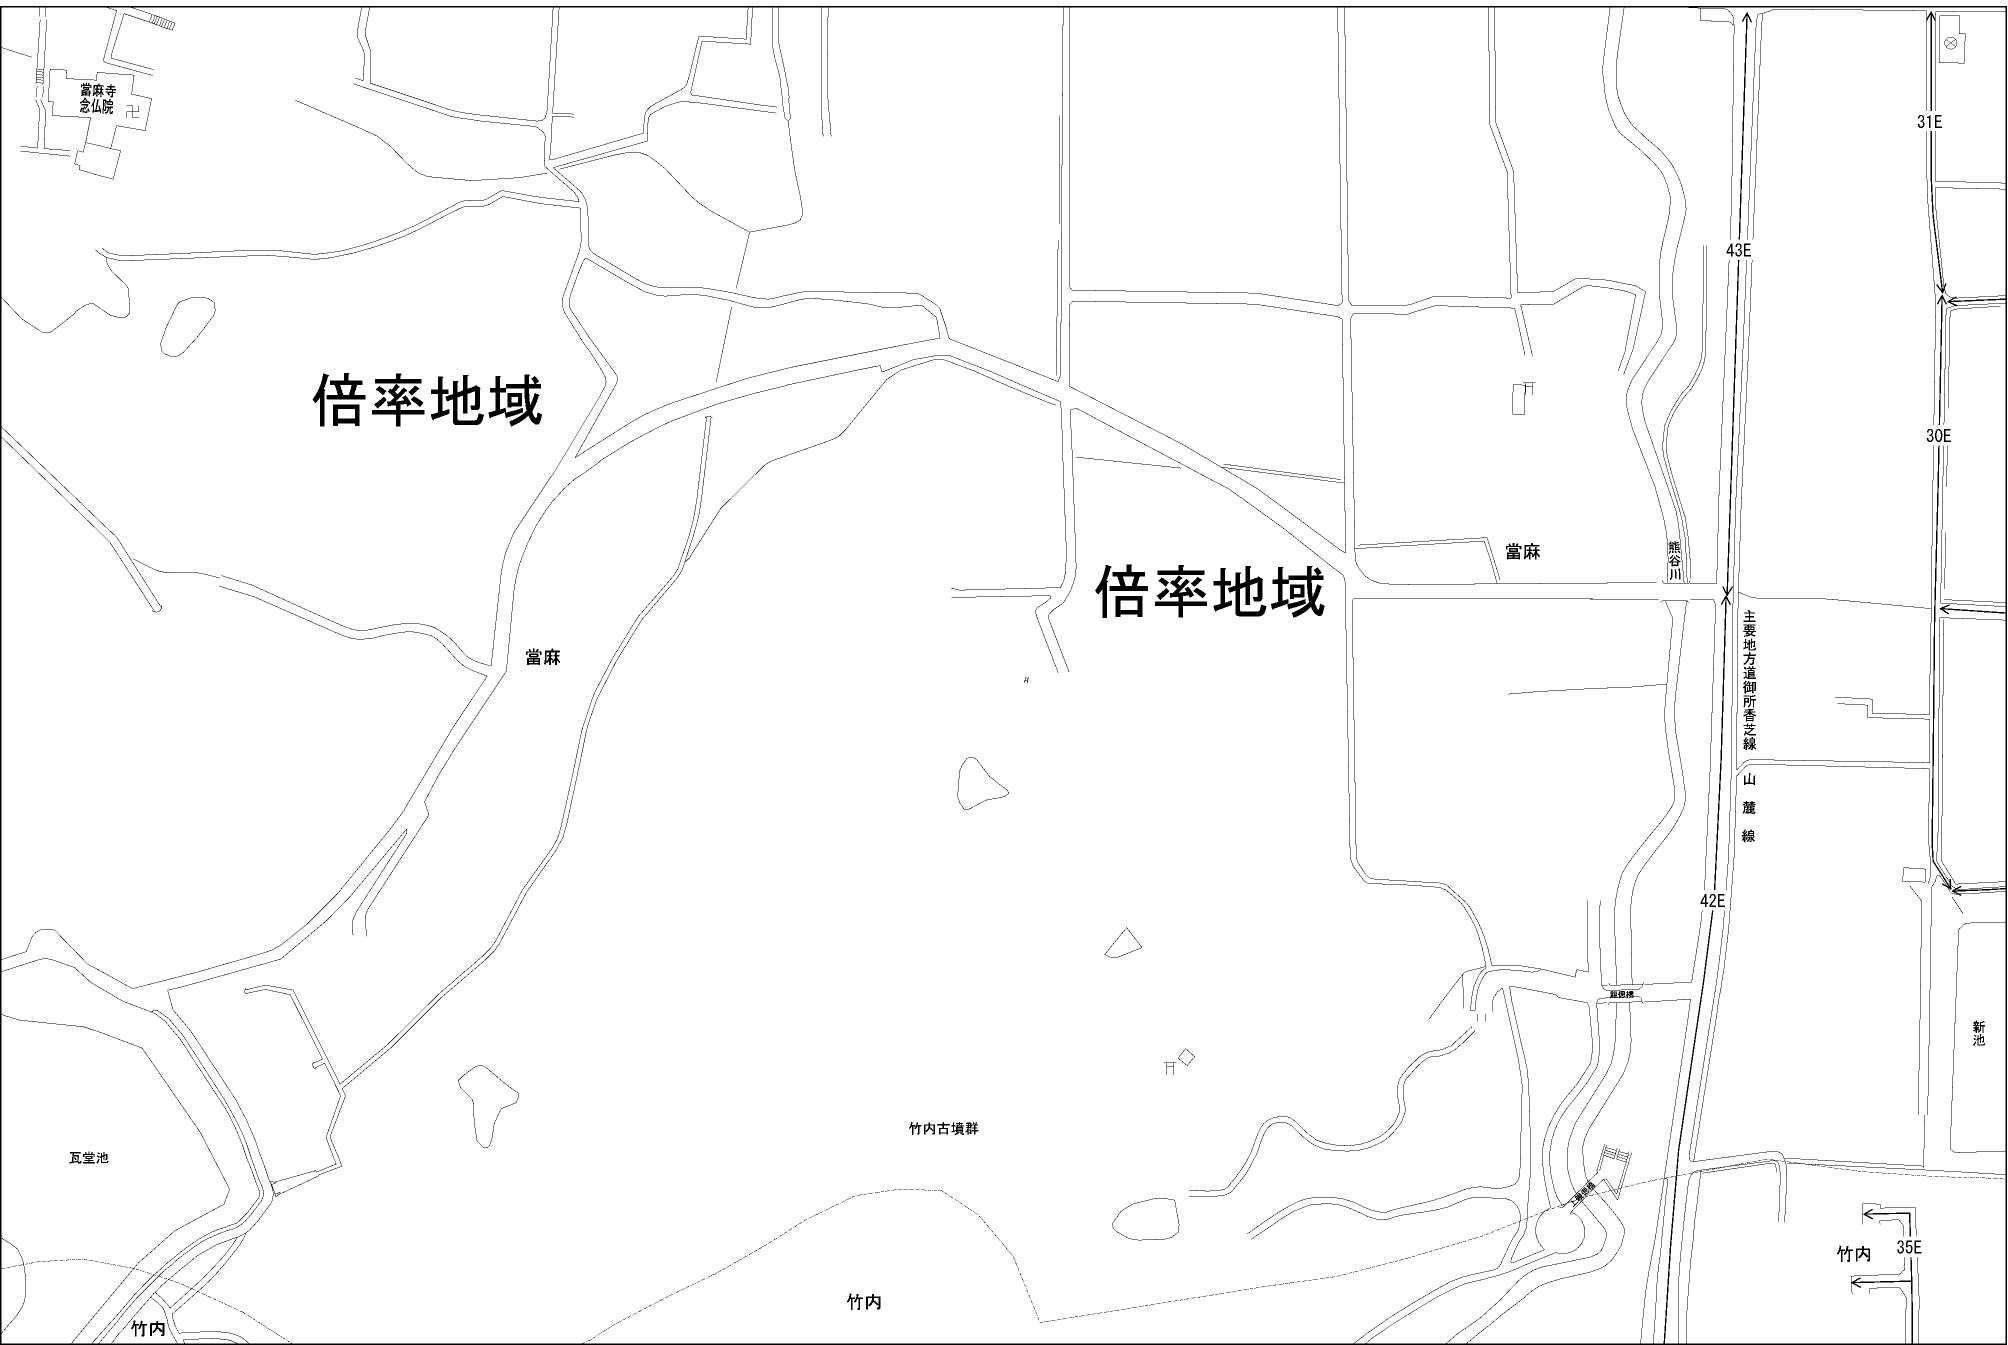 當麻寺
念仏院
31E
43E
倍率地域
30E
當麻
熊谷川
倍率地域
主要地方道御所香芝線
山麓線
當麻
42E
新池
竹内古墳群
瓦堂池
竹内
35E
竹内
竹内